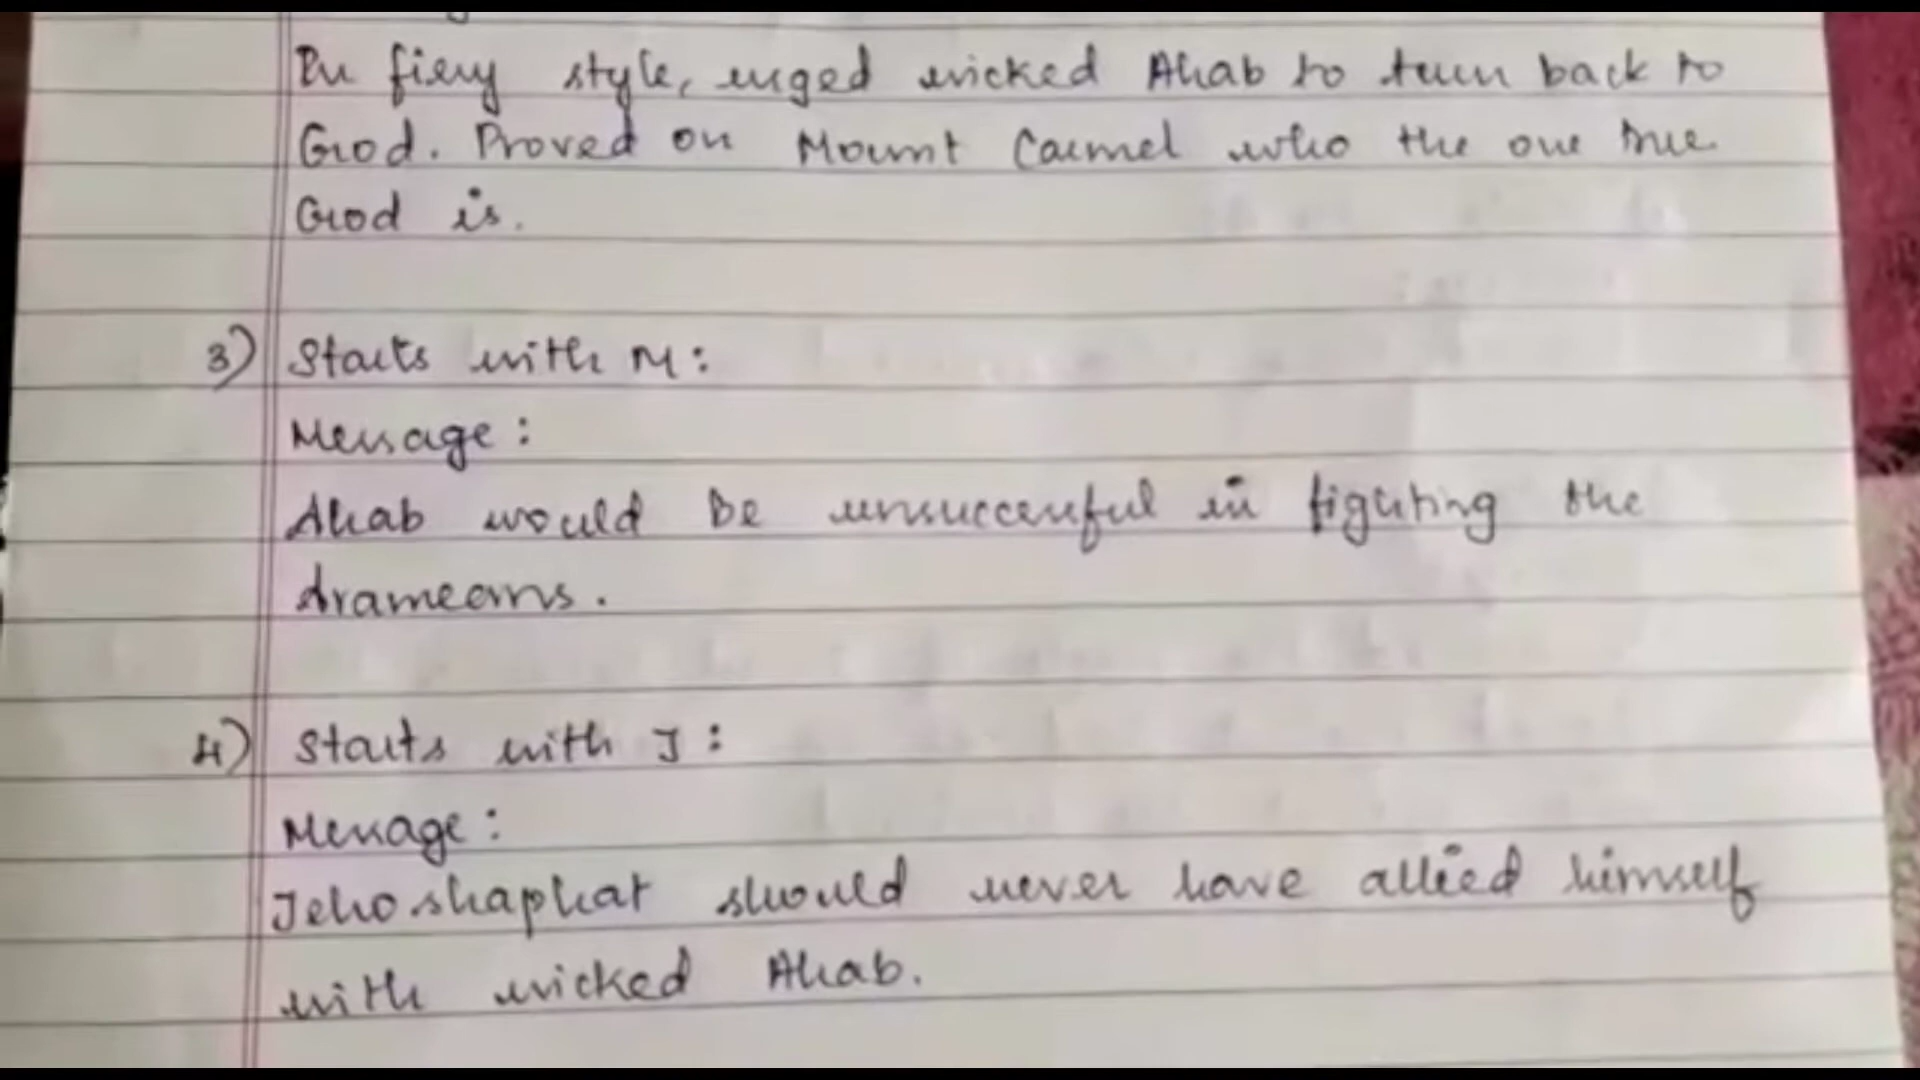 In fiery style, urged wicked Ahab to turn back to
God. Proved on Mount Carmel who the one true
God is.
3) Starts with M:
Message:
Ahab would be unsuccessful in fighting the
Arameans.
4) Starts with J:
Message:
Jehoshaphat should never have allied himself
with wicked Ahab.